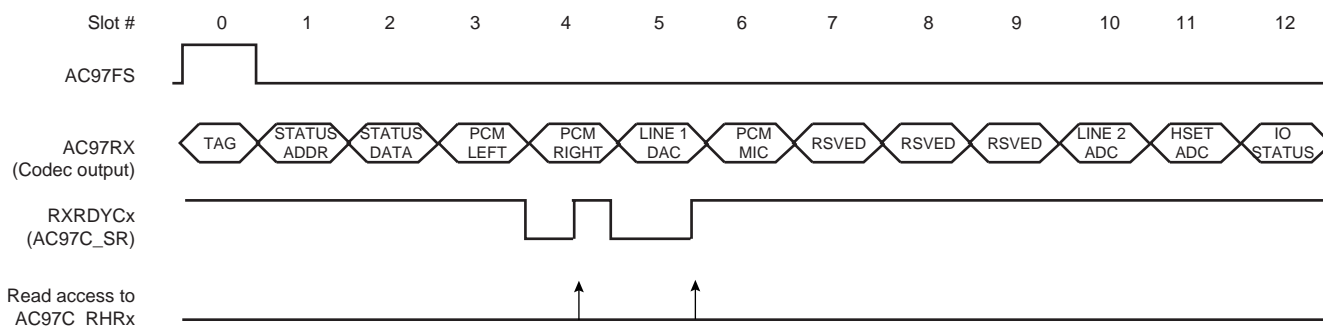 Slot # 0 1 2 3 4 5 6 7 8 9 10 11 12
AC97FS
AC97RX
(Codec output)
TAG
STATUS
ADDR
STATUS
DATA
PCM
LEFT
PCM
RIGHT
LINE 1
DAC
PCM
MIC
RSVED
RSVED
RSVED
LINE 2
ADC
HSET
ADC
IO
STATUS
RXRDYCx
(AC97C_SR)
Read access to
AC97C_RHRx